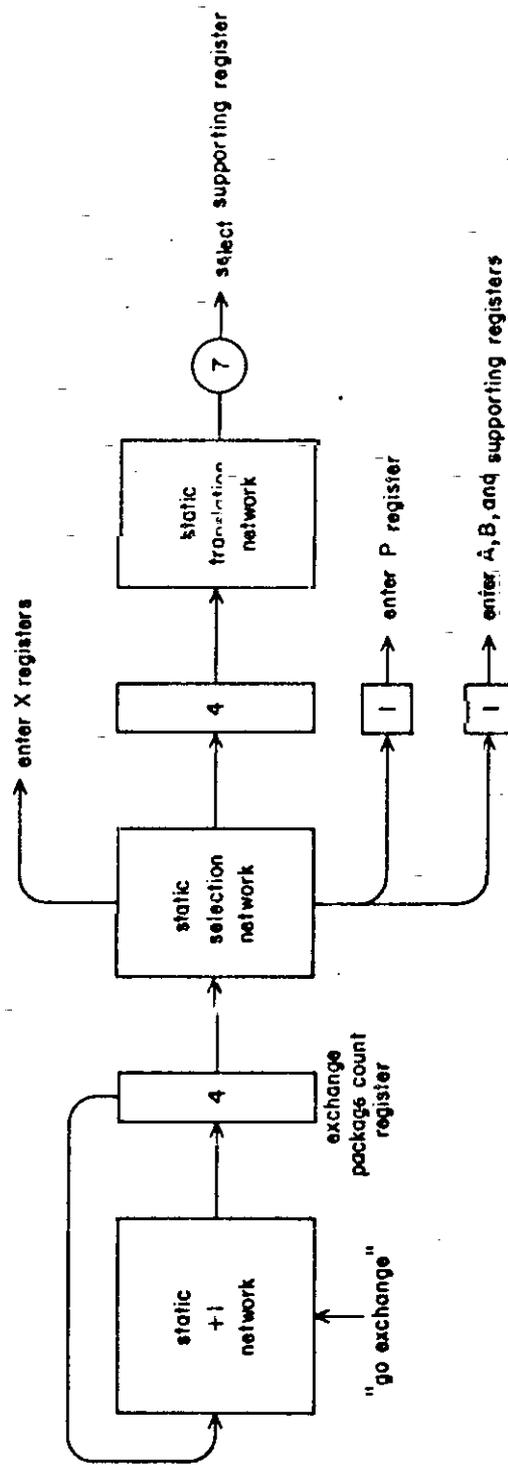 "go exchange"
static
+1
network
4
exchange
package count
register
static
selection
network
enter X registers
4
static
translation
network
7
select supporting register
1
enter P register
1
enter A, B, and supporting registers